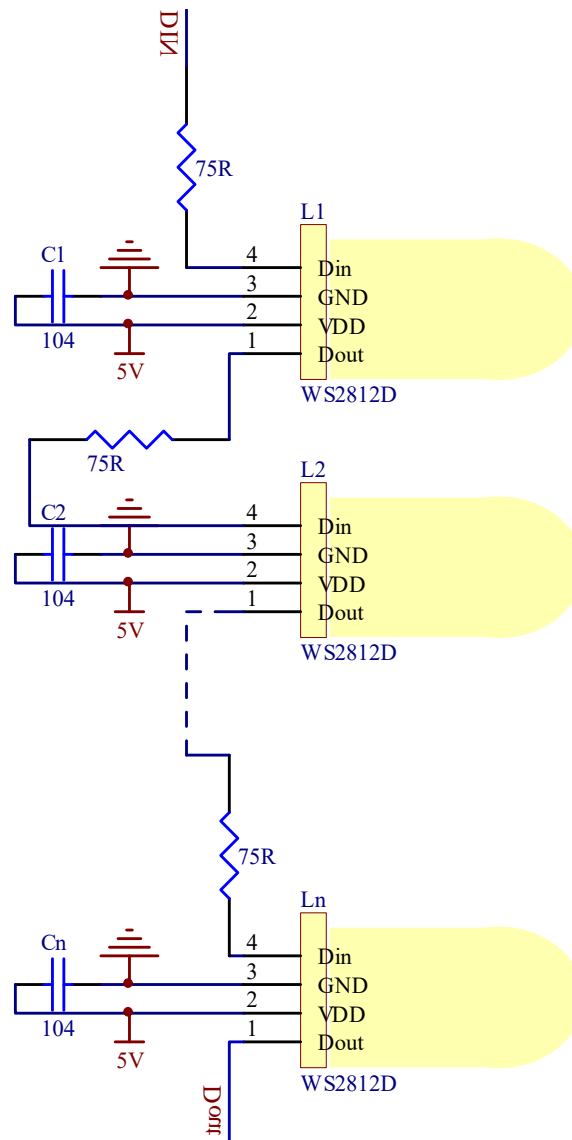 DIN
75R
L1
C1
4
Din
3
GND
2
VDD
104
1
Dout
5V
WS2812D
75R
L2
C2
4
Din
3
GND
2
VDD
104
1
Dout
5V
WS2812D
75R
Ln
Cn
4
Din
3
GND
2
VDD
104
1
Dout
5V
WS2812D
Dout